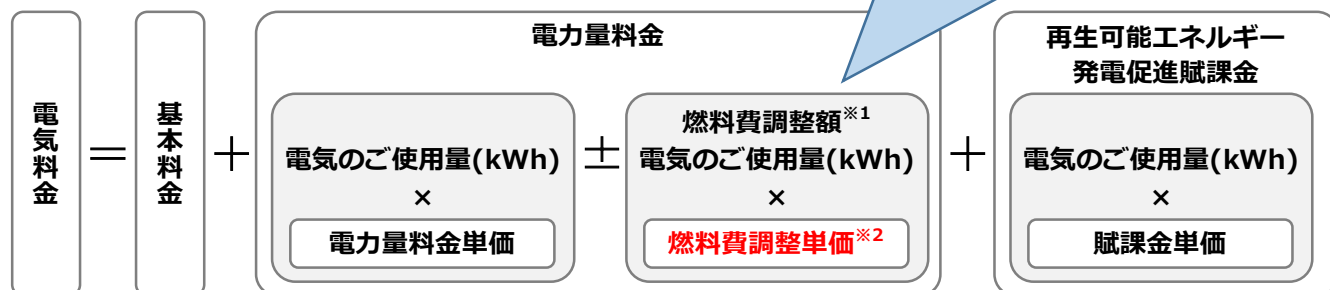 電気料金
＝
基本料金
＋
電力量料金
電気のご使用量(kWh)
×
電力量料金単価
±
燃料費調整額※1
電気のご使用量(kWh)
×
燃料費調整単価※2
＋
再生可能エネルギー
発電促進賦課金
電気のご使用量(kWh)
×
賦課金単価